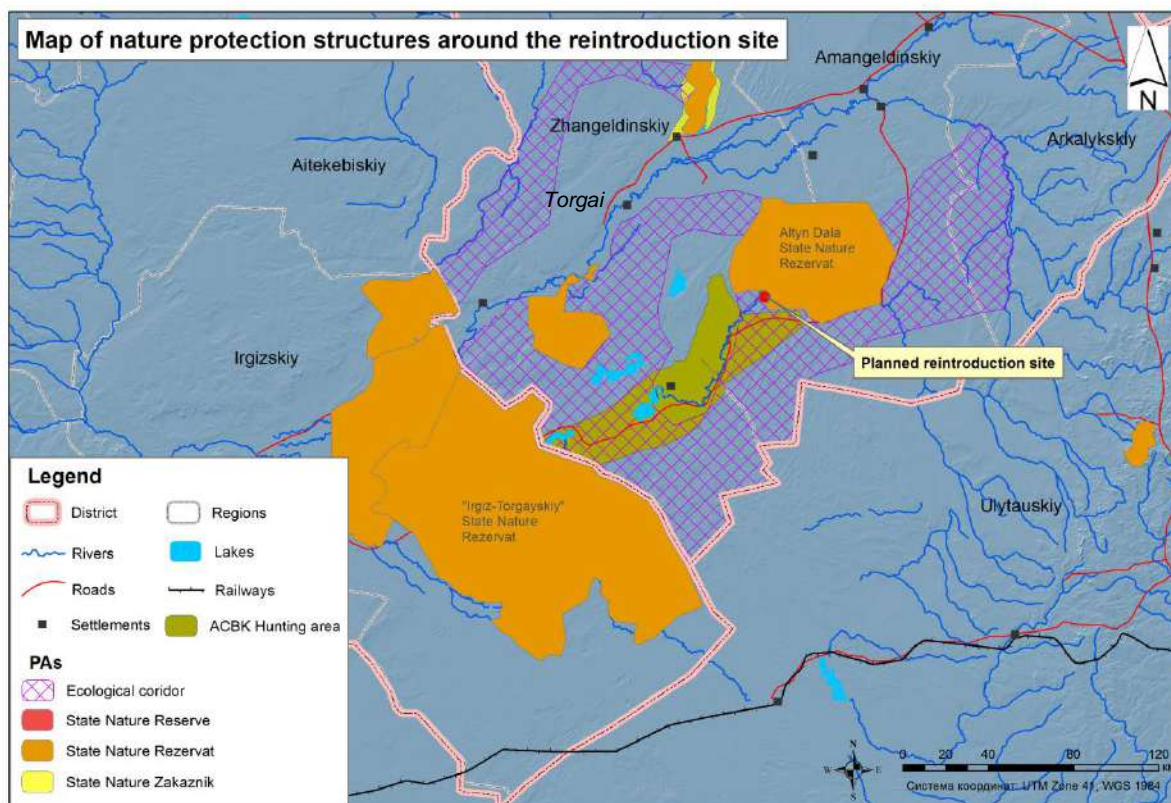 Map of nature protection structures around the reintroduction site
Amangeldinskiy
N
Zhangeldinskiy
Arkalykskiy
Aitekebiskiy
Torgai
Altyn Dala
State Nature
Rezervat
Irgizskiy
Planned reintroduction site
"Irgiz-Torgayskiy"
State Nature
Rezervat
Ulytauskiy
Legend
District
Regions
Rivers
Lakes
Roads
Railways
Settlements
ACBK Hunting area
PAs
Ecological coridor
State Nature Reserve
State Nature Rezervat
State Nature Zakaznik
N
W E
S
0 20 40 80 120
Система координат: UTM Zone 41, WGS 1984